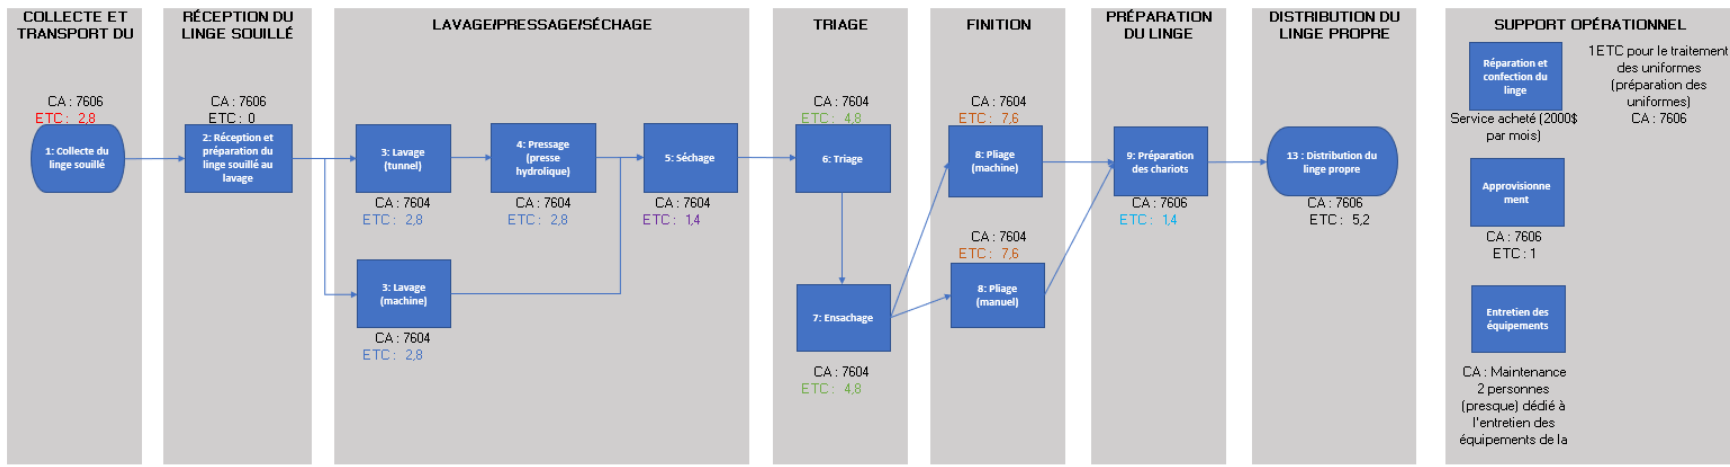 COLLECTE ET
TRANSPORT DU
CA : 7606
ETC : 2,8
1: Collecte du
linge souillé
RÉCEPTION DU
LINGE SOUILLÉ
CA : 7606
ETC : 0
2: Réception et
préparation du
linge souillé au
lavage
LAVAGE/PRESSAGE/SÉCHAGE
3: Lavage
(tunnel)
CA : 7604
ETC : 2,8
4: Pressage
(presse
hydrolique)
CA : 7604
ETC : 2,8
5: Séchage
CA : 7604
ETC : 1,4
3: Lavage
(machine)
CA : 7604
ETC : 2,8
TRIAGE
CA : 7604
ETC : 4,8
6: Triage
7: Ensachage
CA : 7604
ETC : 4,8
FINITION
CA : 7604
ETC : 7,6
8: Pliage
(machine)
CA : 7604
ETC : 7,6
8: Pliage
(manuel)
PRÉPARATION
DU LINGE
9: Préparation
des chariots
CA : 7606
ETC : 1,4
DISTRIBUTION DU
LINGE PROPRE
13 : Distribution du
linge propre
CA : 7606
ETC : 5,2
SUPPORT OPÉRATIONNEL
Réparation et
confection du
linge
Service acheté (2000$
par mois)
1 ETC pour le traitement
des uniformes
(préparation des
uniformes)
CA : 7606
Approvisionne
ment
CA : 7606
ETC : 1
Entretien des
équipements
CA : Maintenance
2 personnes
(presque) dédié à
l'entretien des
équipements de la